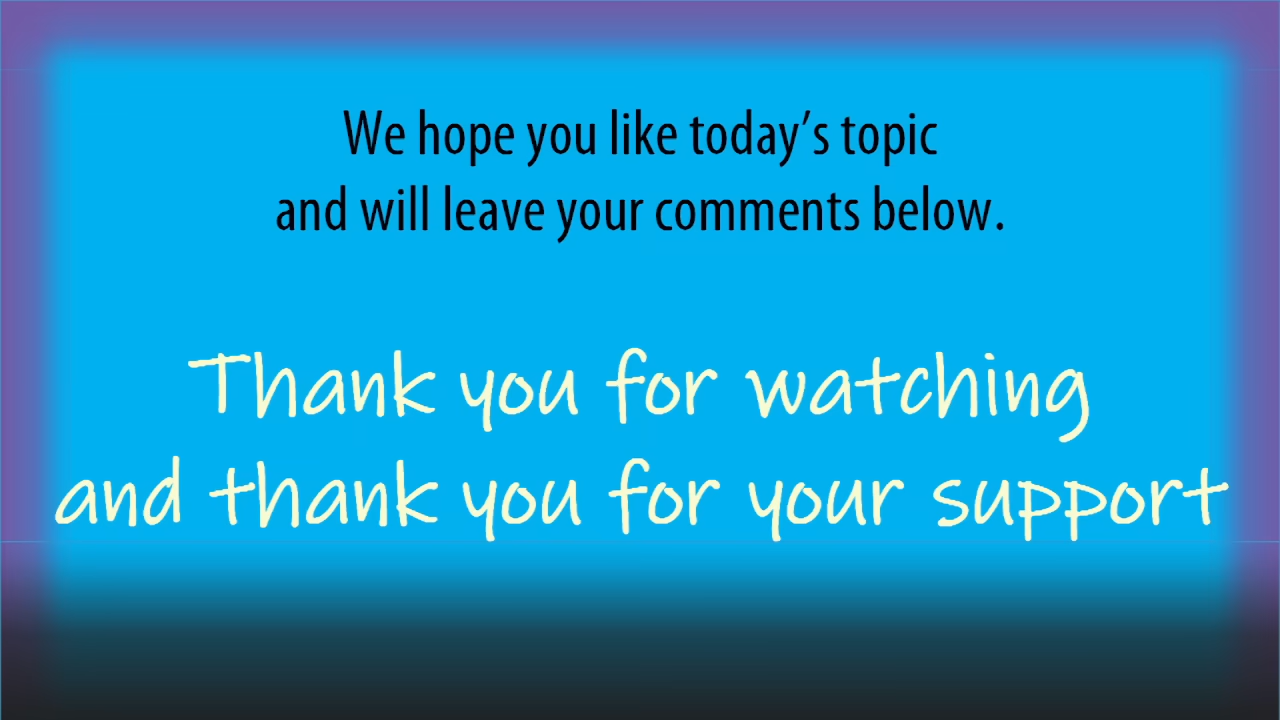 We hope you like today’s topic
and will leave your comments below.
Thank you for watching
and thank you for your support